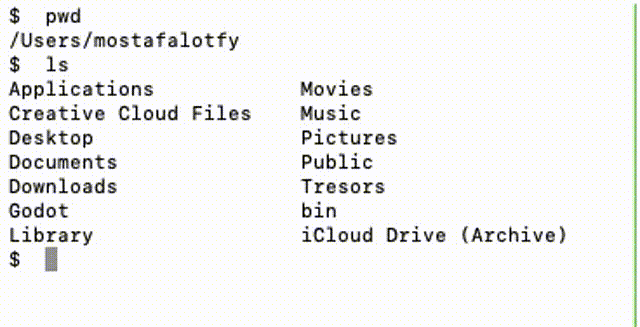 $ pwd
/Users/mostafalotfy
$ ls
Applications Movies
Creative Cloud Files Music
Desktop Pictures
Documents Public
Downloads Tresors
Godot bin
Library iCloud Drive (Archive)
$